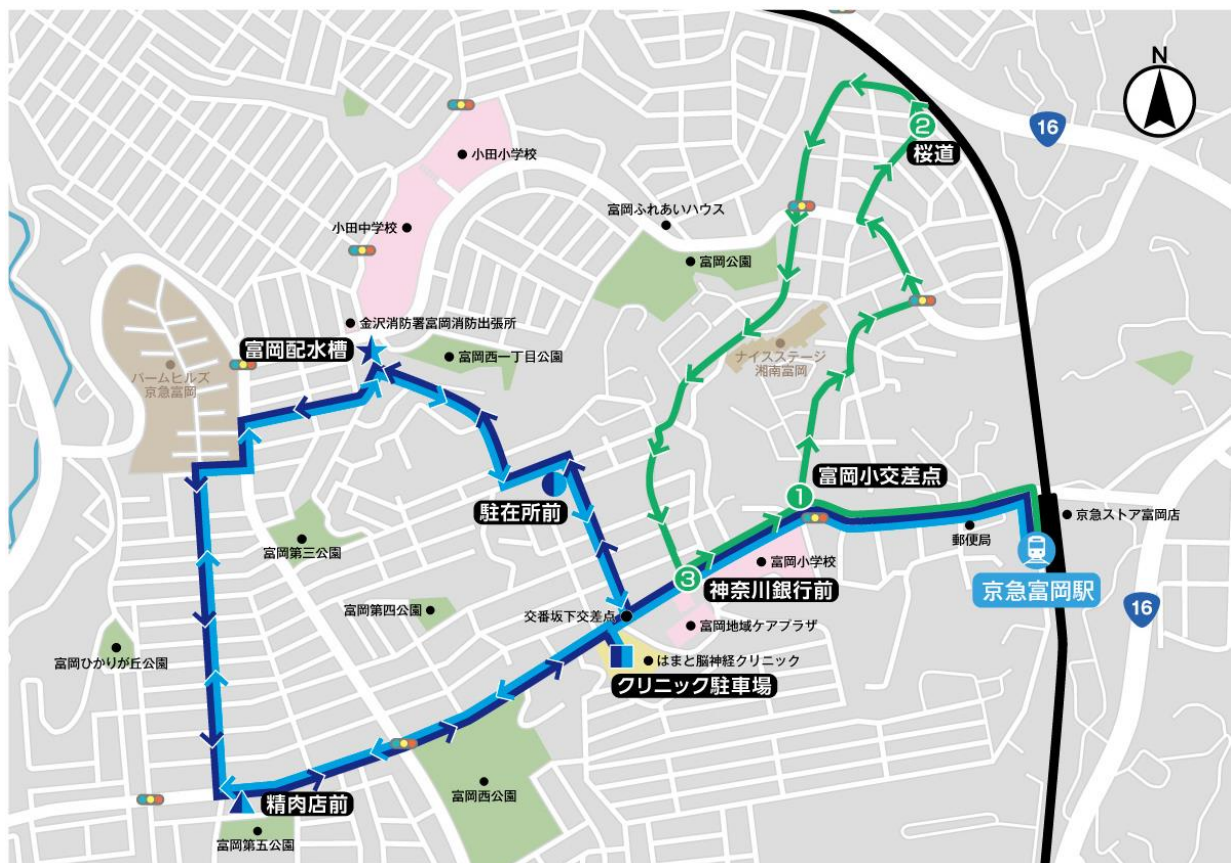 N
16
小田小学校
2
桜道
富岡ふれあいハウス
小田中学校
富岡公園
金沢消防署富岡消防出張所
富岡配水槽
富岡西一丁目公園
ナイスステージ
湘南富岡
パームヒルズ
京急富岡
富岡小交差点
1
駐在所前
京急ストア富岡店
郵便局
富岡第三公園
富岡小学校
3
神奈川銀行前
京急富岡駅
富岡第四公園
交番坂下交差点
16
富岡地域ケアプラザ
富岡ひかりが丘公園
はまと脳神経クリニック
クリニック駐車場
富岡西公園
精肉店前
富岡第五公園